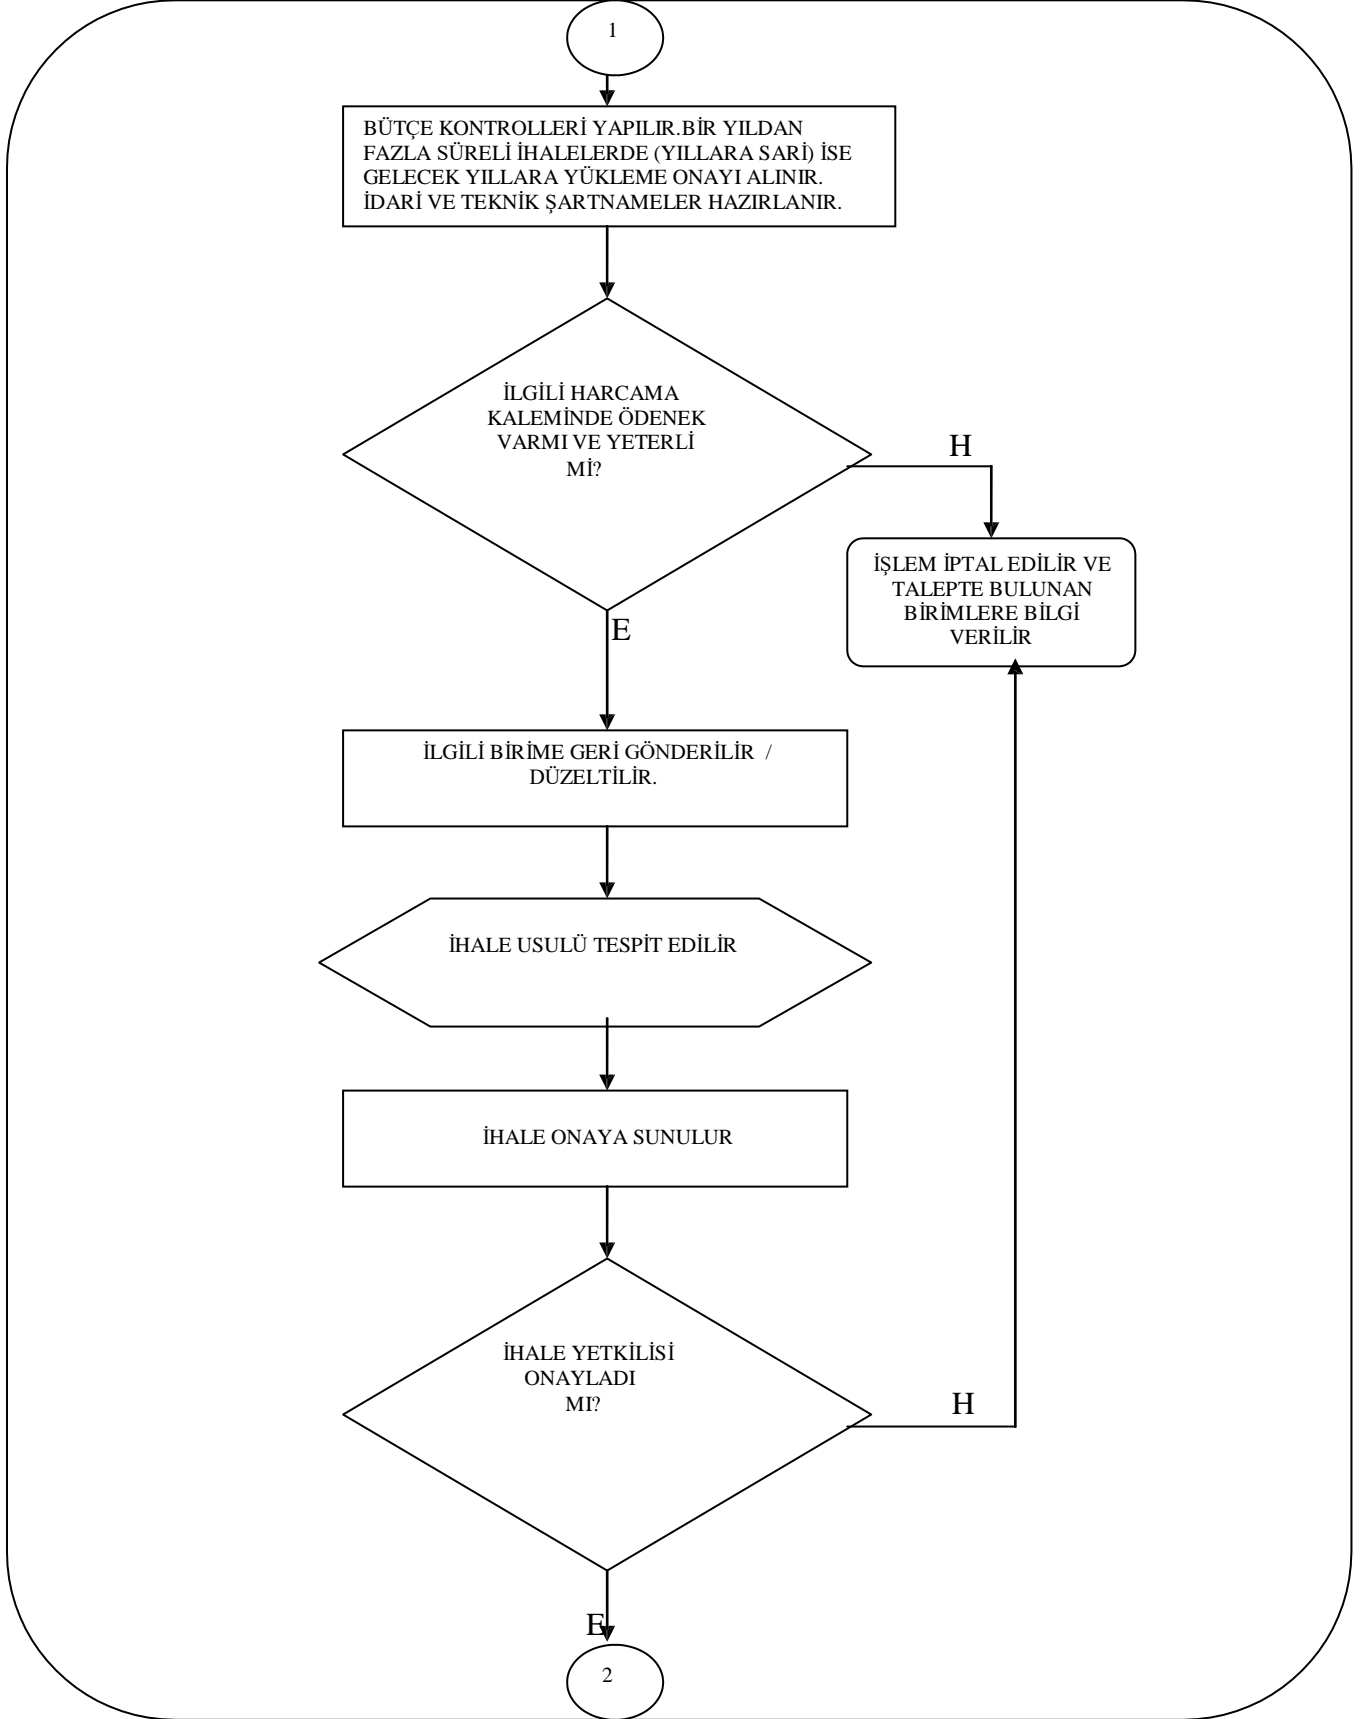 1
BÜTÇE KONTROLLERİ YAPILIR.BİR YILDAN
FAZLA SÜRELİ İHALELERDE (YILLARA SARİ) İSE
GELECEK YILLARA YÜKLEME ONAYI ALINIR.
İDARİ VE TEKNİK ŞARTNAMELER HAZIRLANIR.
İLGİLİ HARCAMA
KALEMİNDE ÖDENEK
VARMI VE YETERLİ
Mİ?
H
İŞLEM İPTAL EDİLİR VE
TALEPTE BULUNAN
BİRİMLERE BİLGİ
VERİLİR
E
İLGİLİ BİRİME GERİ GÖNDERİLİR /
DÜZELTİLİR.
İHALE USULÜ TESPİT EDİLİR
İHALE ONAYA SUNULUR
İHALE YETKİLİSİ
ONAYLADI
MI?
H
E
2